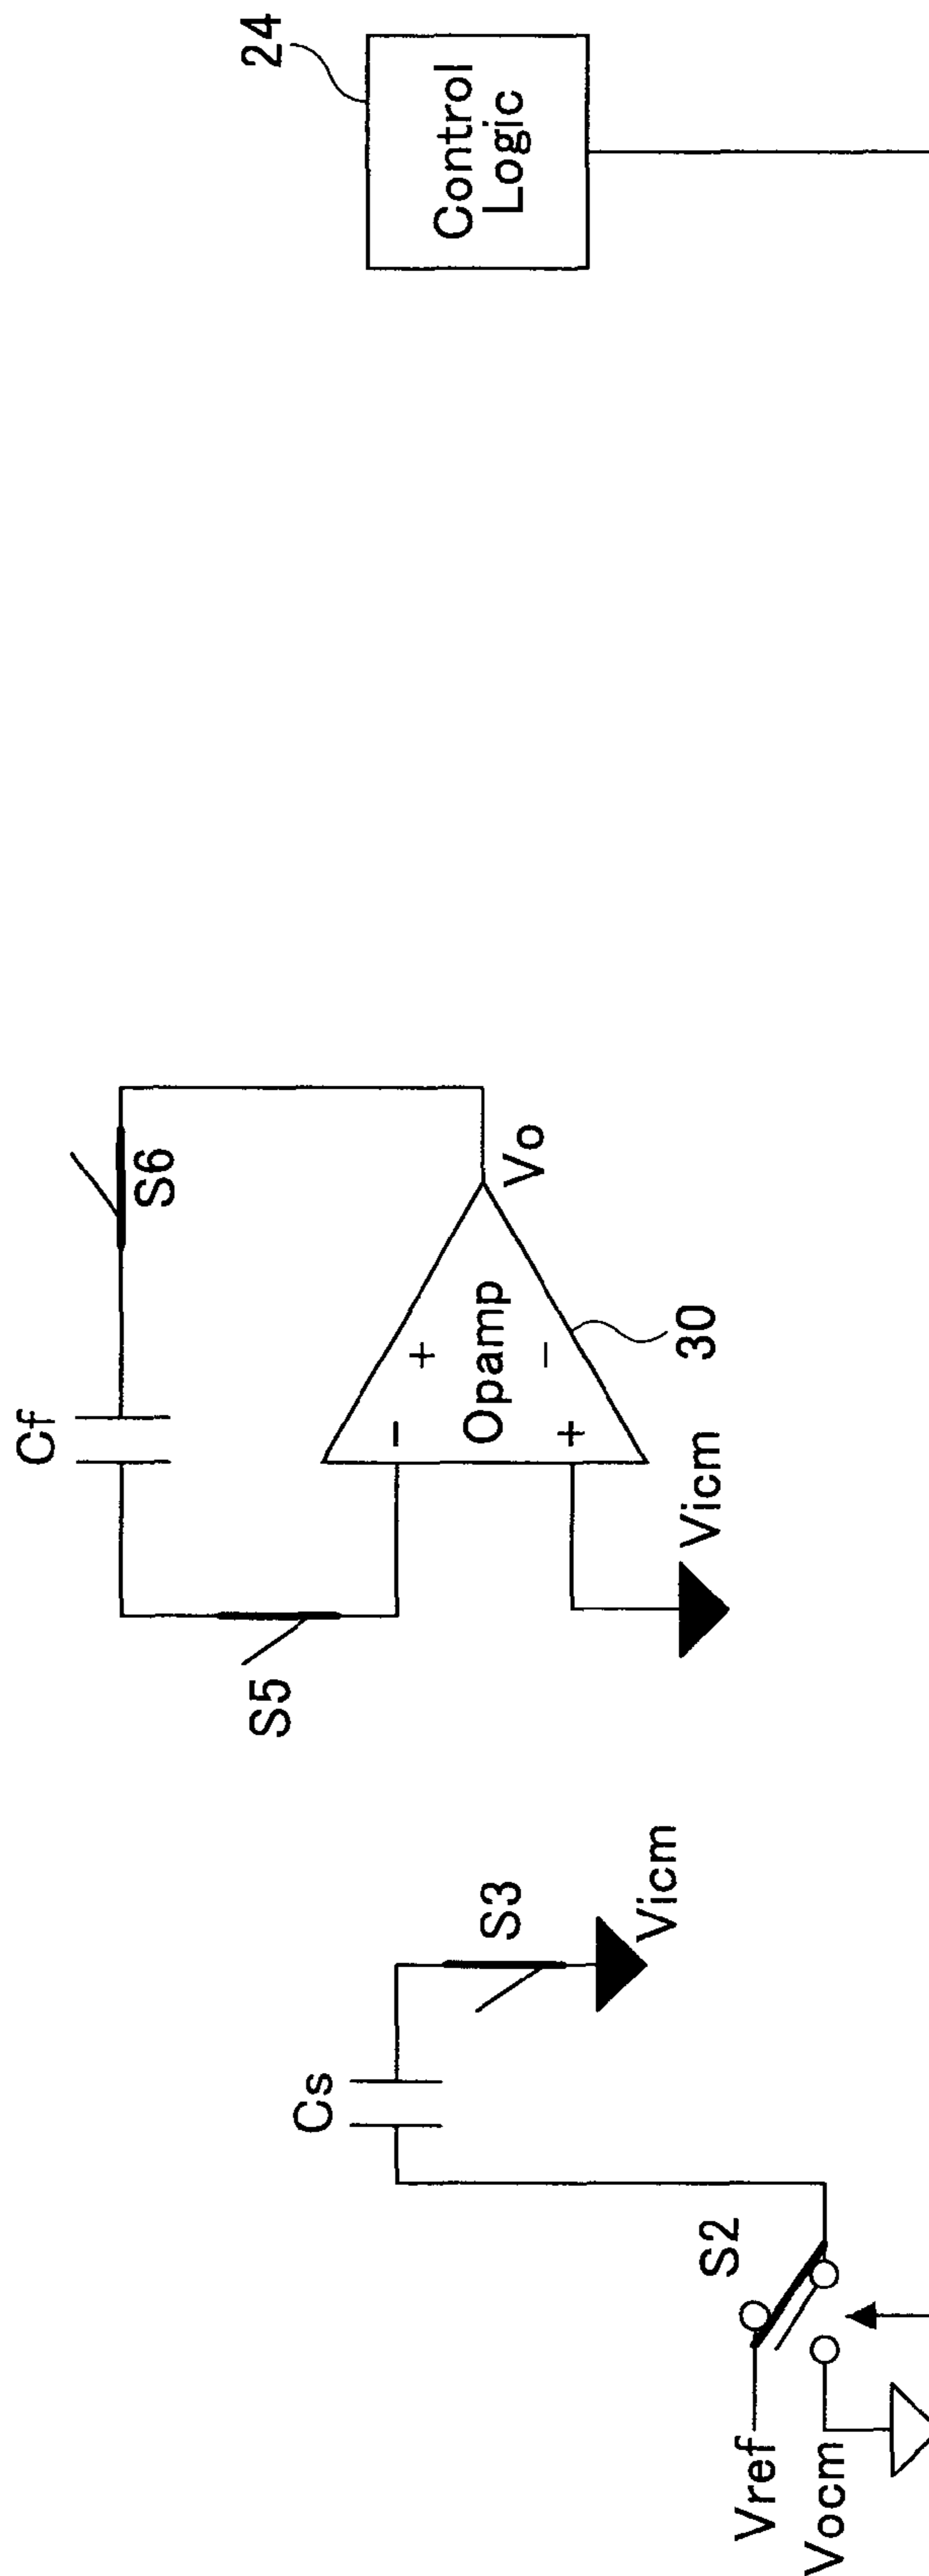 24
Control
Logic
S6
Cf
S5
-
+
Opamp
+
-
Vo
30
Vicm
Cs
S3
Vicm
S2
Vref
Vocm